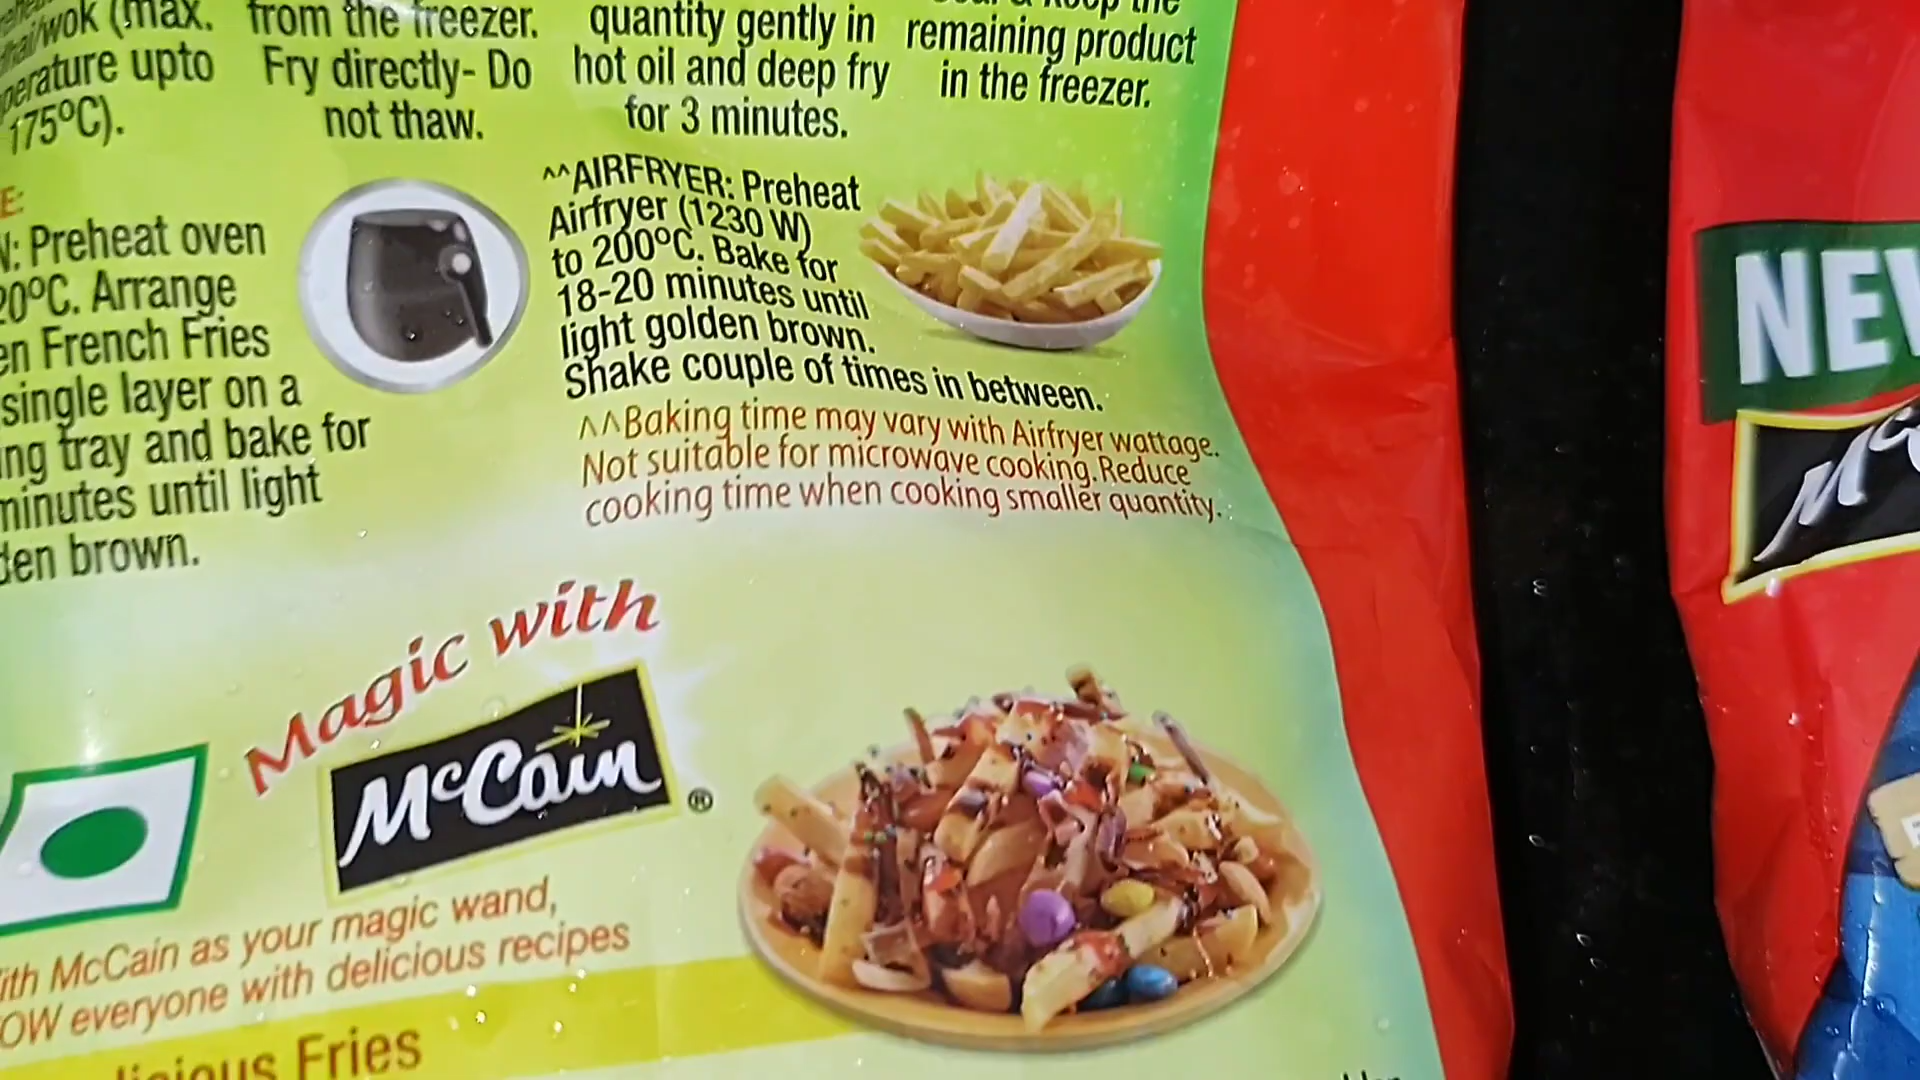 /wok (max.
perature upto
175°C).
from the freezer.
Fry directly- Do
not thaw.
quantity gently in
hot oil and deep fry
for 3 minutes.
remaining product
in the freezer.
E:
N: Preheat oven
20°C. Arrange
en French Fries
single layer on a
ing tray and bake for
minutes until light
den brown.
^^AIRFRYER: Preheat
Airfryer (1230 W)
to 200°C. Bake for
18-20 minutes until
light golden brown.
Shake couple of times in between.
^^Baking time may vary with Airfryer wattage.
Not suitable for microwave cooking. Reduce
cooking time when cooking smaller quantity.
Magic with
McCain
®
ith McCain as your magic wand,
OW everyone with delicious recipes
licious Fries
NEW
Mc